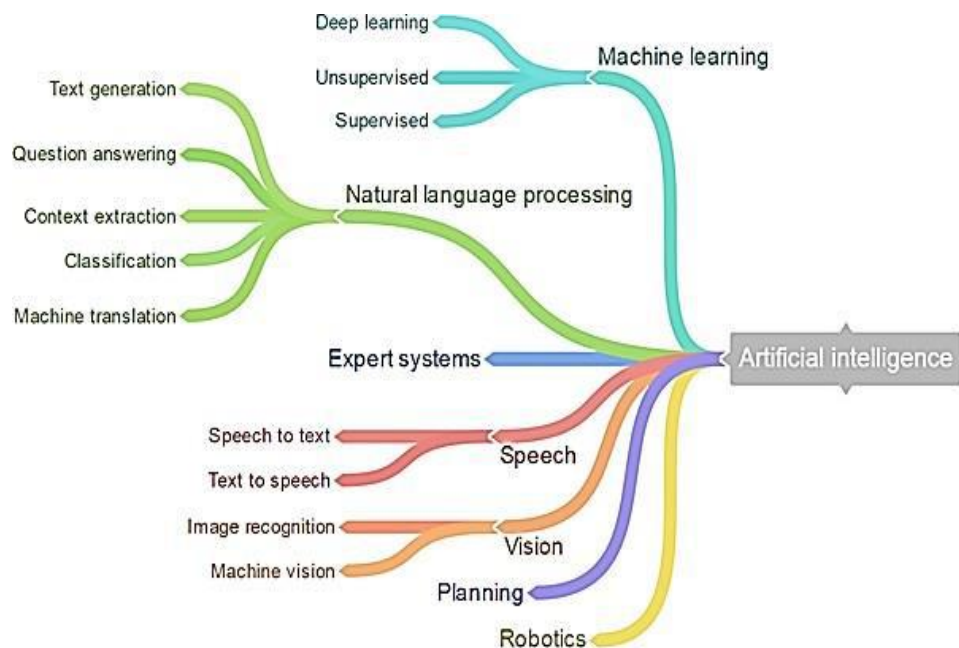 Deep learning
Machine learning
Unsupervised
Supervised
Text generation
Question answering
Natural language processing
Context extraction
Classification
Machine translation
Expert systems
Artificial intelligence
Speech to text
Speech
Text to speech
Image recognition
Vision
Machine vision
Planning
Robotics